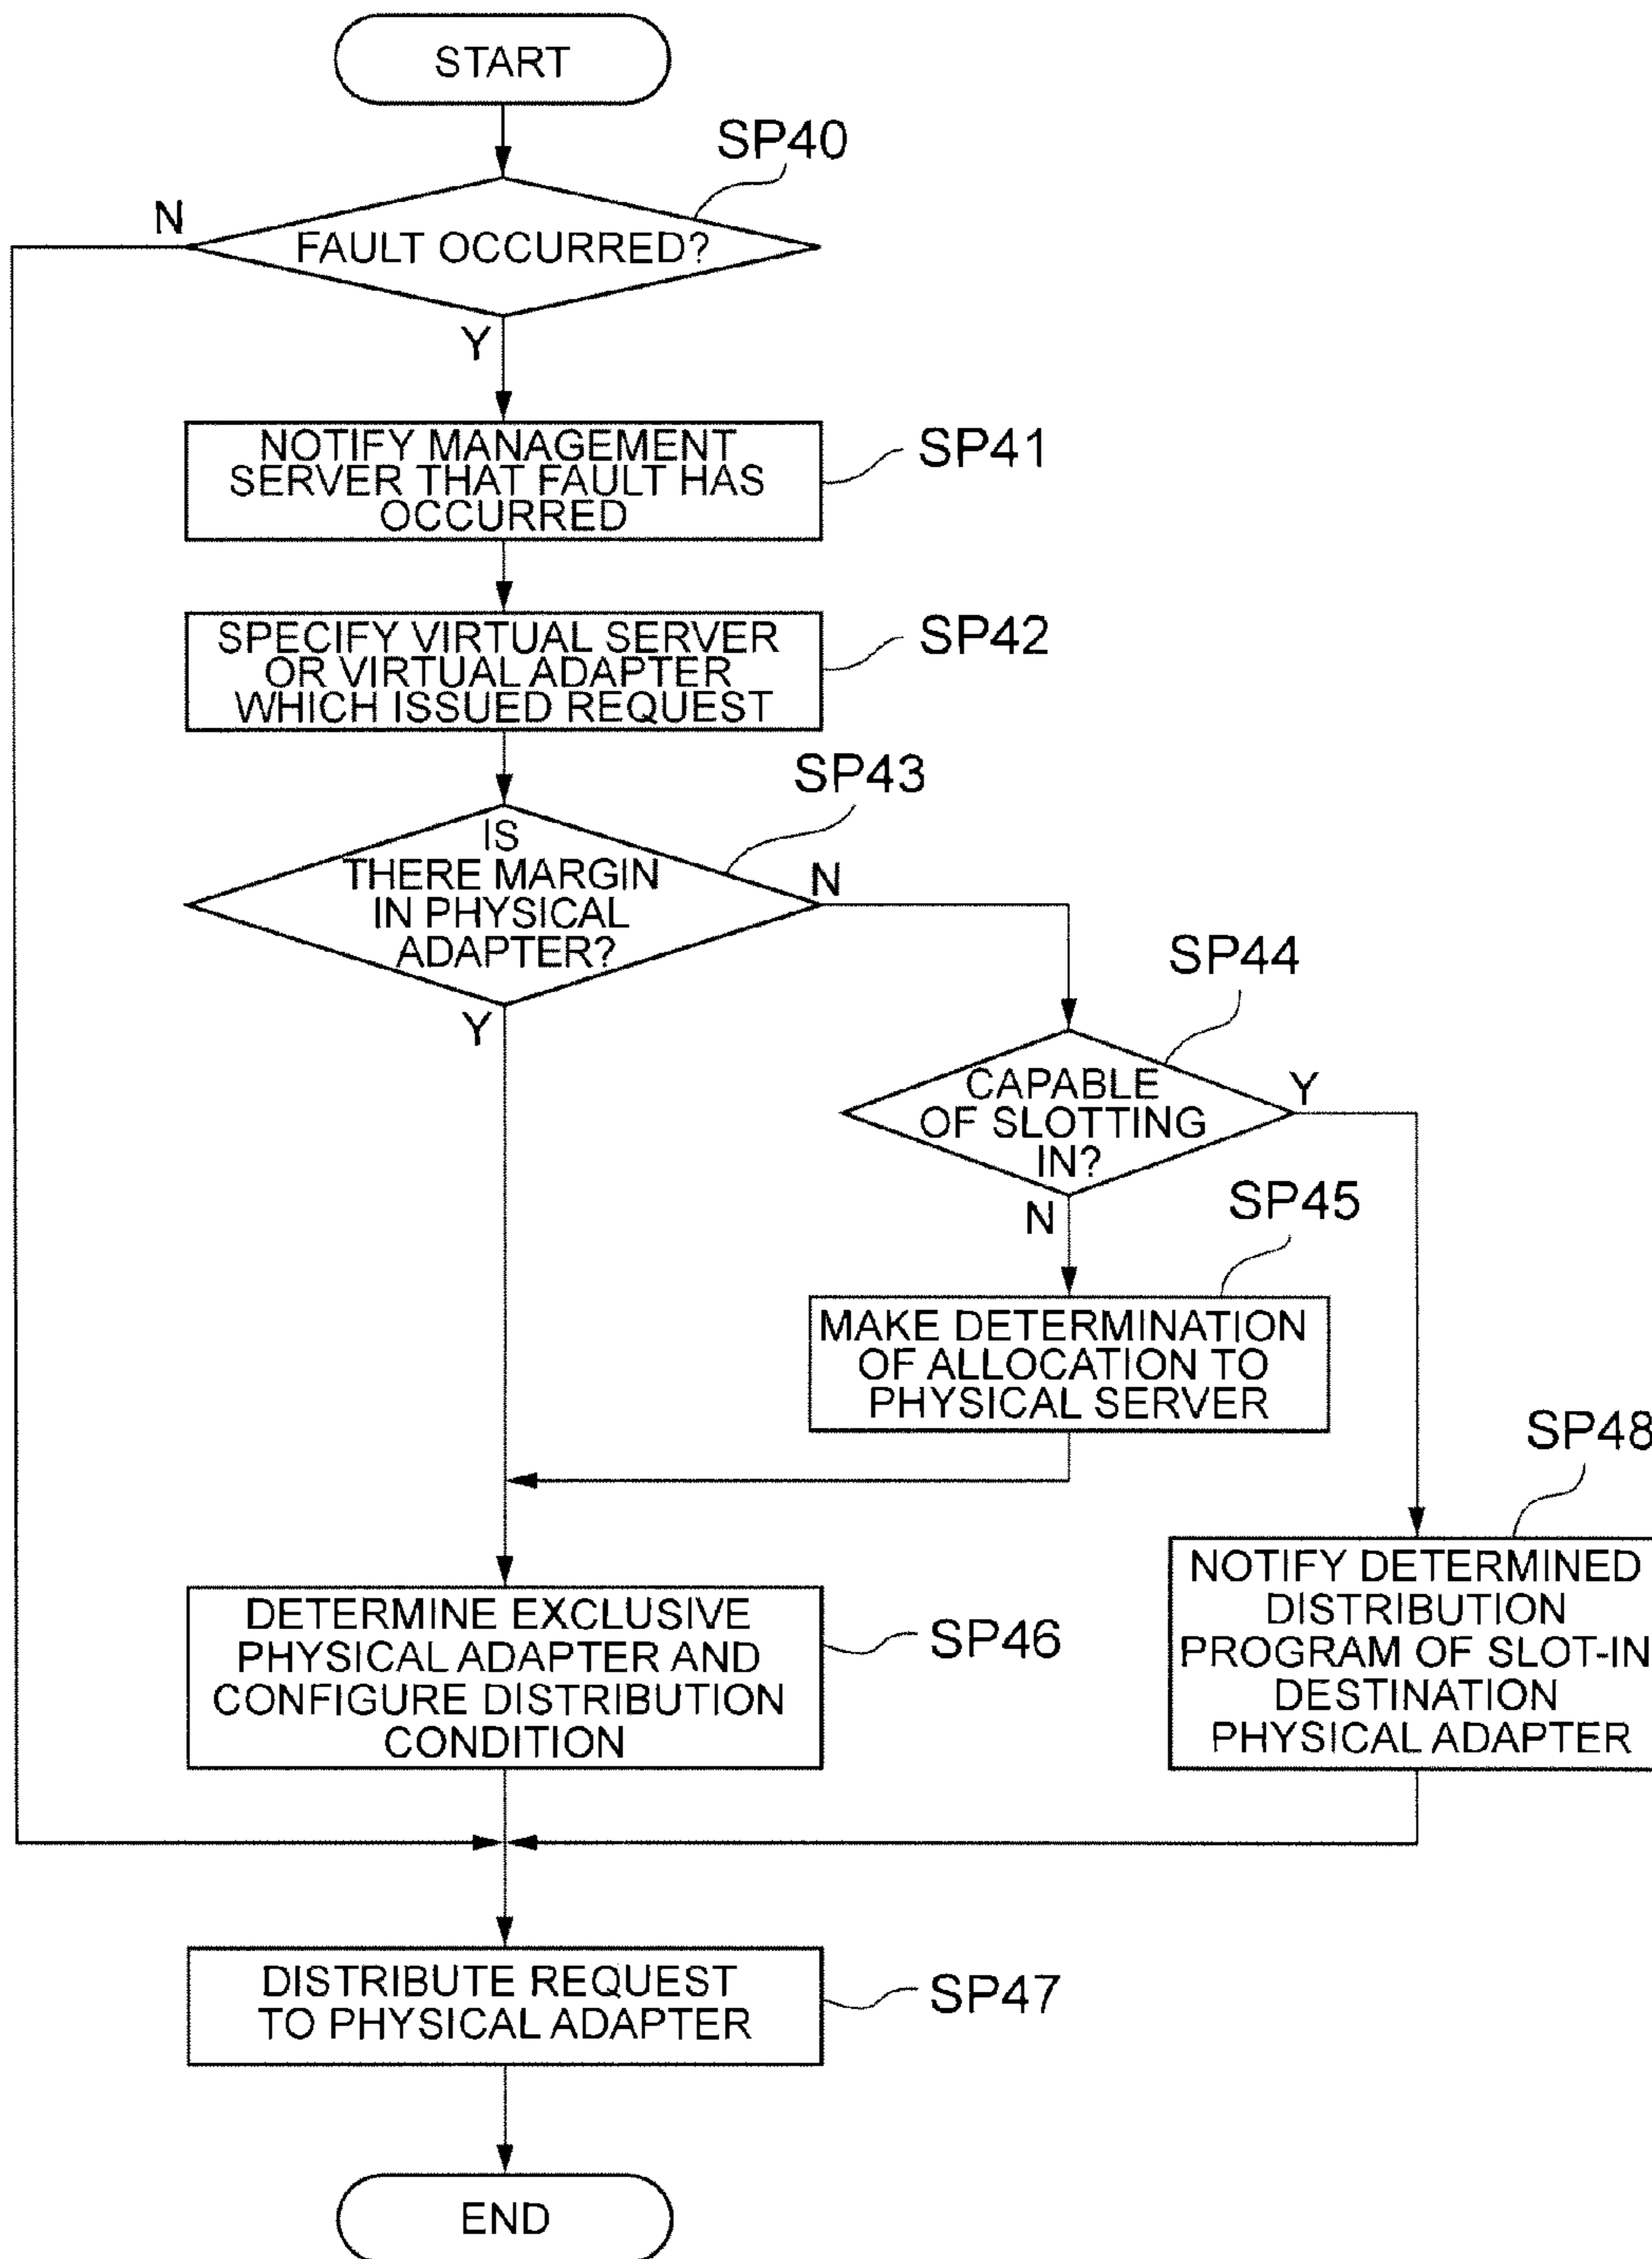 START
SP40
N
FAULT OCCURRED?
Y
NOTIFY MANAGEMENT
SERVER THAT FAULT HAS
OCCURRED
SP41
SPECIFY VIRTUAL SERVER
OR VIRTUAL ADAPTER
WHICH ISSUED REQUEST
SP42
SP43
IS
THERE MARGIN
IN PHYSICAL
ADAPTER?
N
Y
SP44
CAPABLE
OF SLOTTING
IN?
Y
N
SP45
MAKE DETERMINATION
OF ALLOCATION TO
PHYSICAL SERVER
SP48
NOTIFY DETERMINED
DISTRIBUTION
PROGRAM OF SLOT-IN
DESTINATION
PHYSICAL ADAPTER
DETERMINE EXCLUSIVE
PHYSICAL ADAPTER AND
CONFIGURE DISTRIBUTION
CONDITION
SP46
DISTRIBUTE REQUEST
TO PHYSICAL ADAPTER
SP47
END